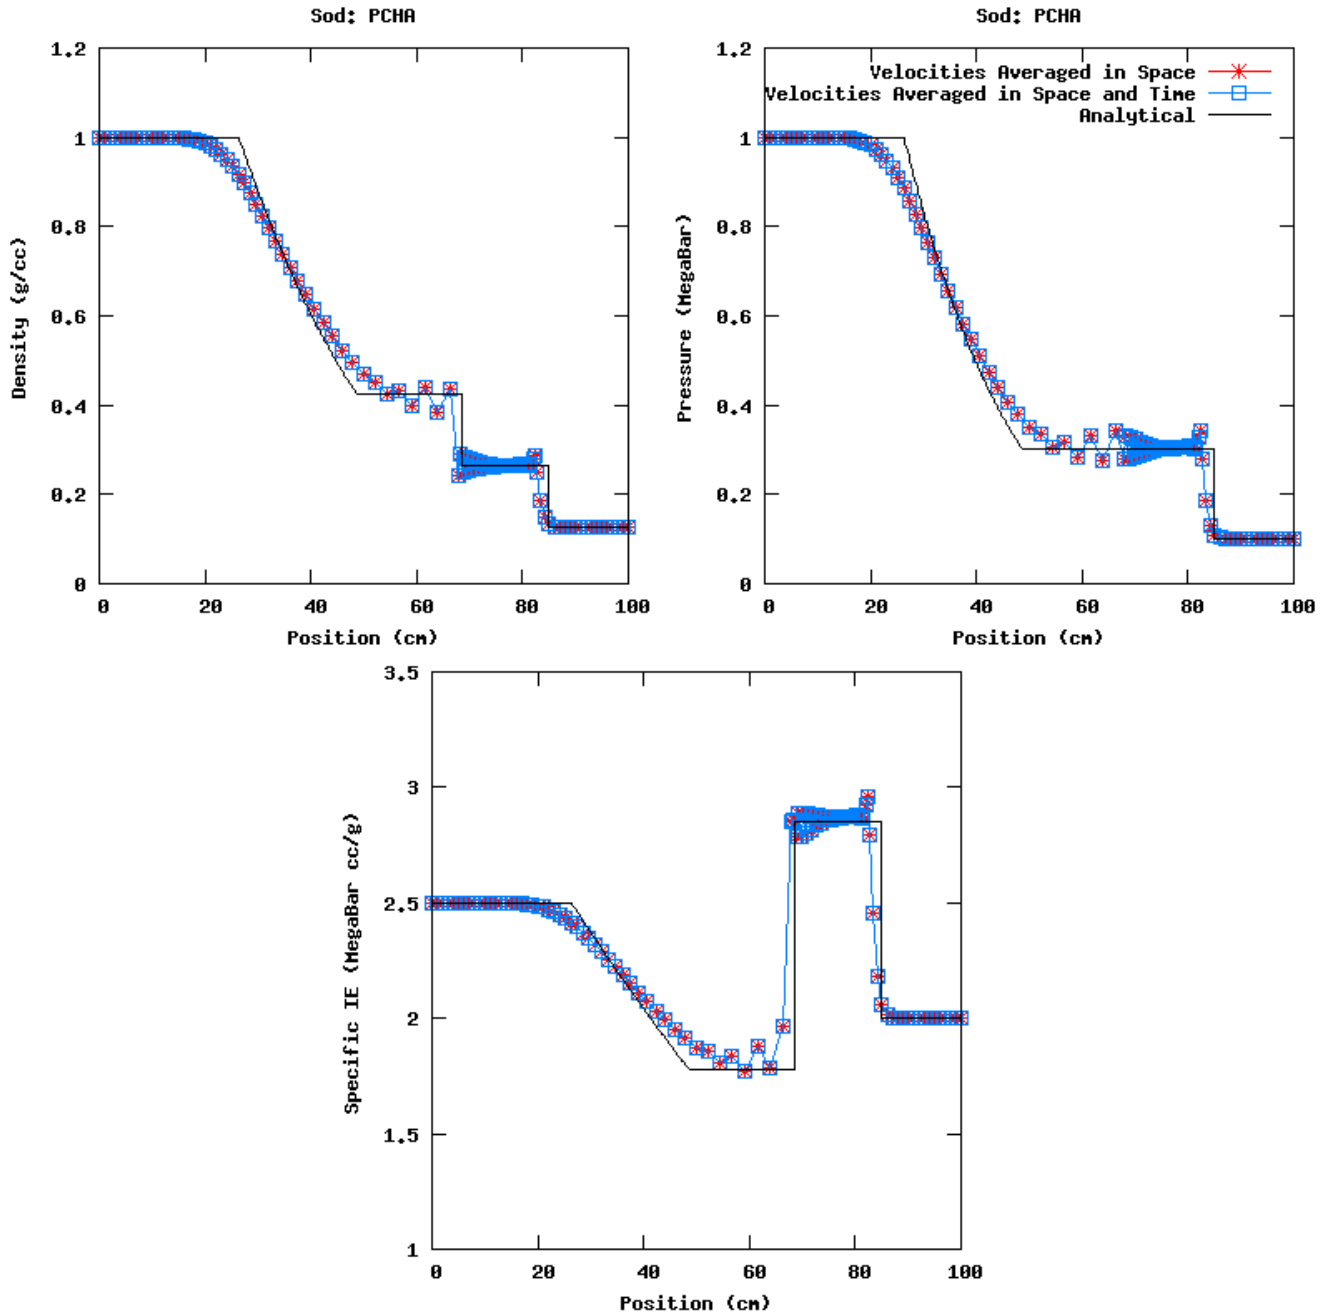 Sod: PCHA
1.2
1
0.8
0.6
0.4
0.2
0
Density (g/cc)
0 20 40 60 80 100
Position (cm)
Sod: PCHA
Velocities Averaged in Space
Velocities Averaged in Space and Time
Analytical
1.2
1
0.8
0.6
0.4
0.2
0
Pressure (MegaBar)
0 20 40 60 80 100
Position (cm)
3.5
3
2.5
2
1.5
1
Specific IE (MegaBar cc/g)
0 20 40 60 80 100
Position (cm)